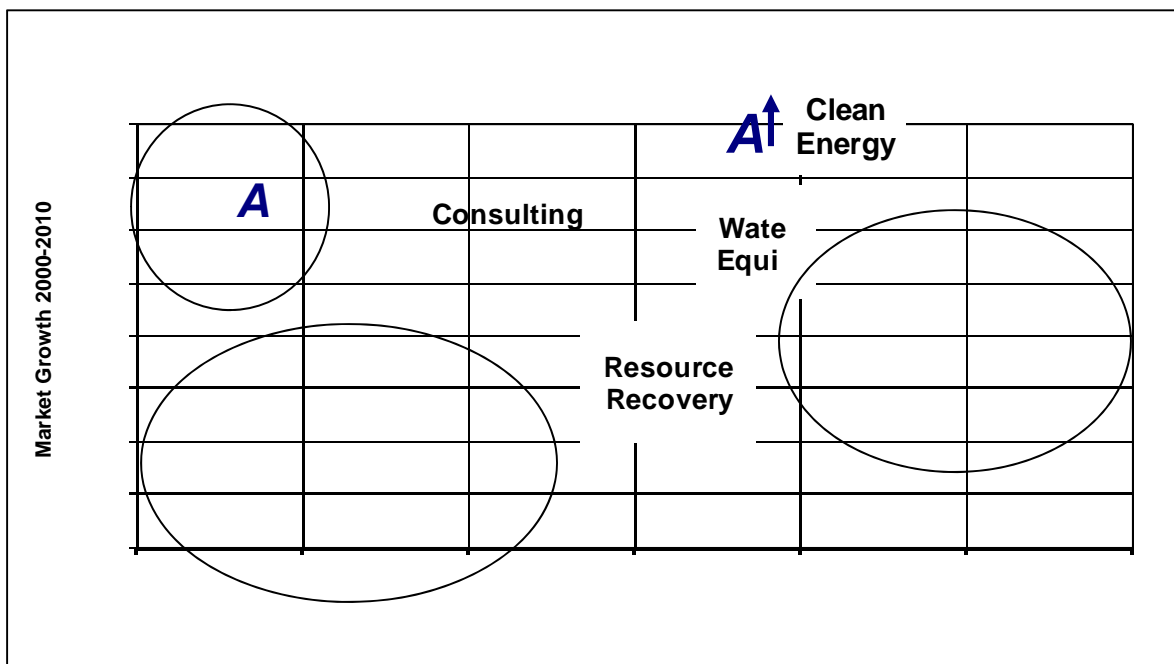 Clean
A Energy
A
Consulting
Wate
Equi
Resource
Recovery
Market Growth 2000-2010